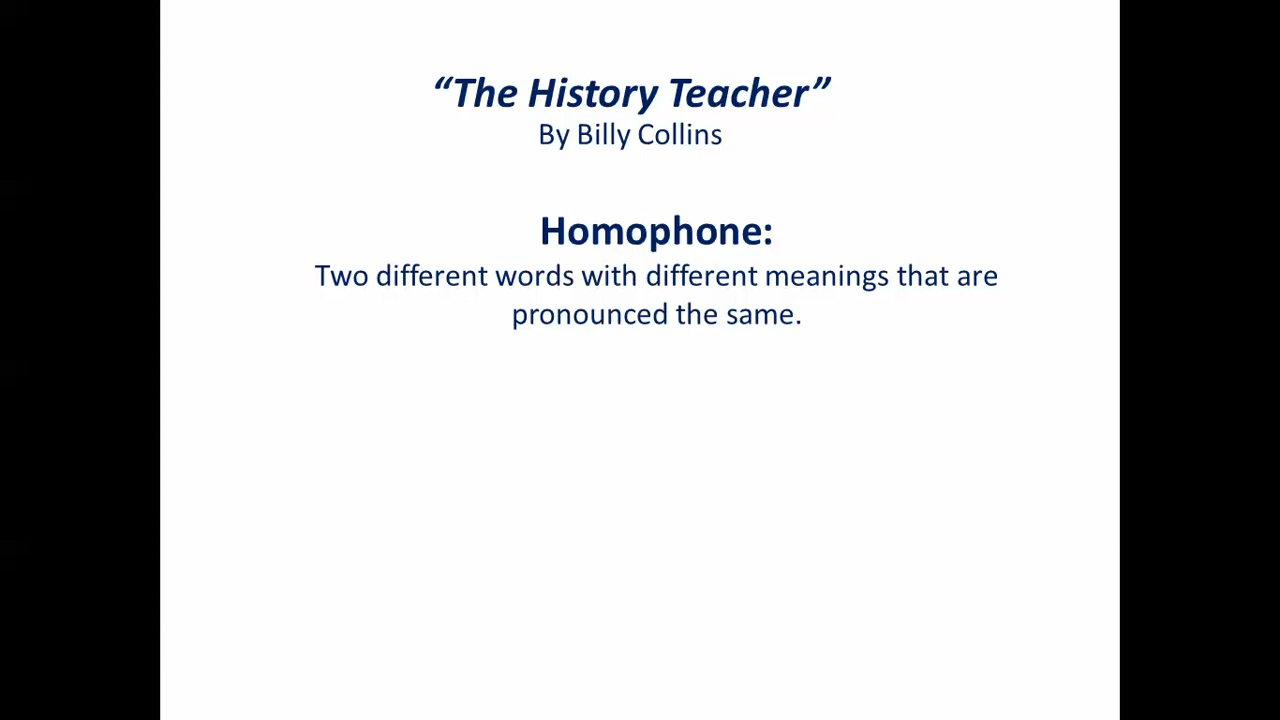 “The History Teacher”
By Billy Collins
Homophone:
Two different words with different meanings that are
pronounced the same.